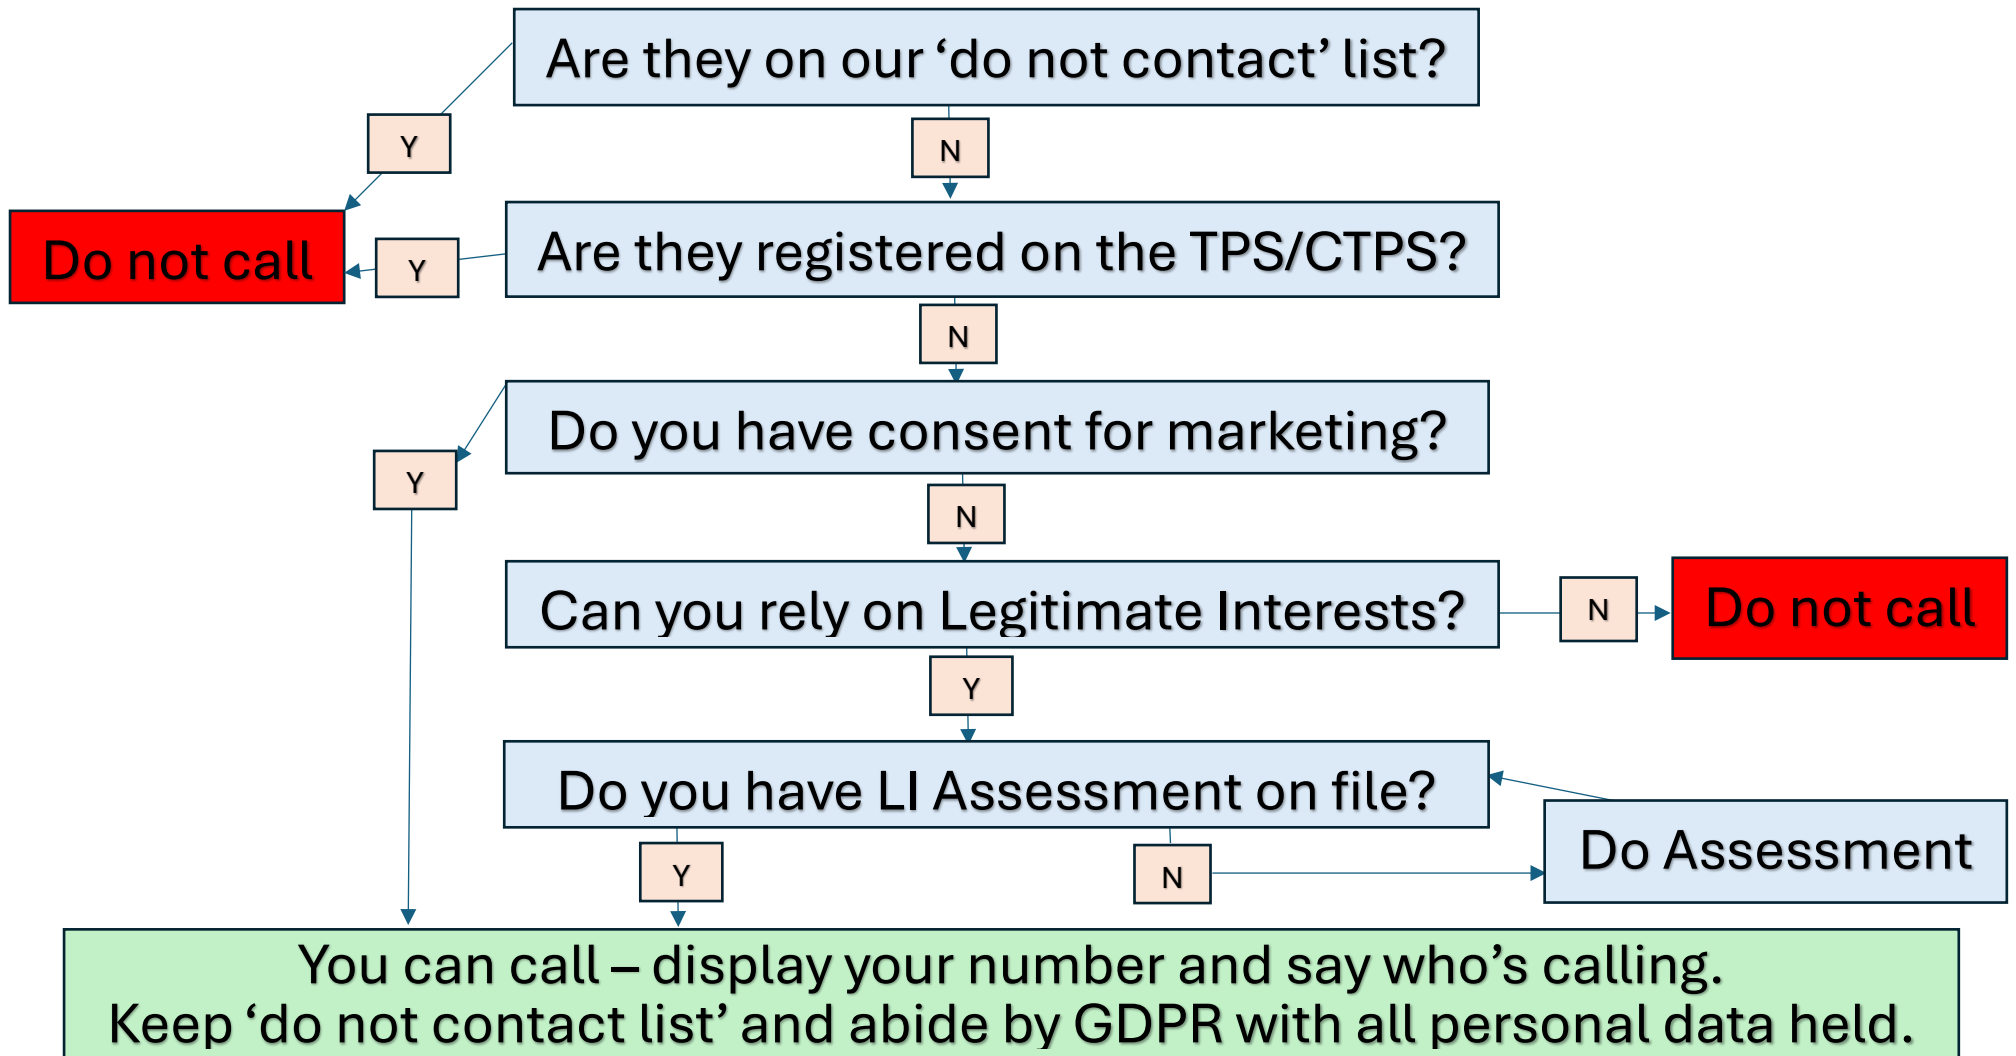 Are they on our ‘do not contact’ list?
Y
N
Do not call
Y
Are they registered on the TPS/CTPS?
N
Do you have consent for marketing?
Y
N
Can you rely on Legitimate Interests?
N
Do not call
Y
Do you have LI Assessment on file?
Do Assessment
Y
N
You can call – display your number and say who’s calling.
Keep ‘do not contact list’ and abide by GDPR with all personal data held.